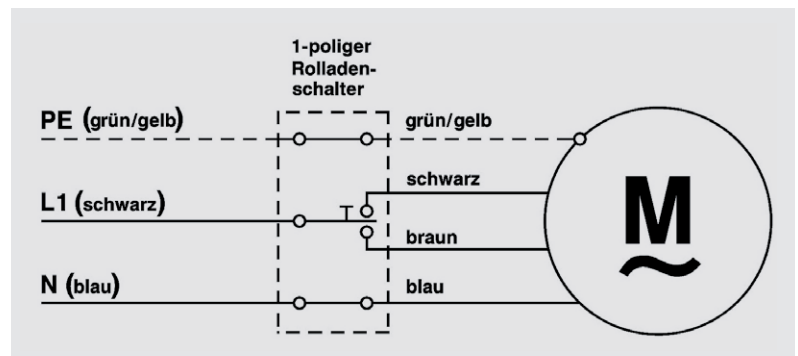 1-poliger
Rolladen-
schalter
PE (grün/gelb)
grün/gelb
schwarz
L1 (schwarz)
braun
N (blau)
blau
M